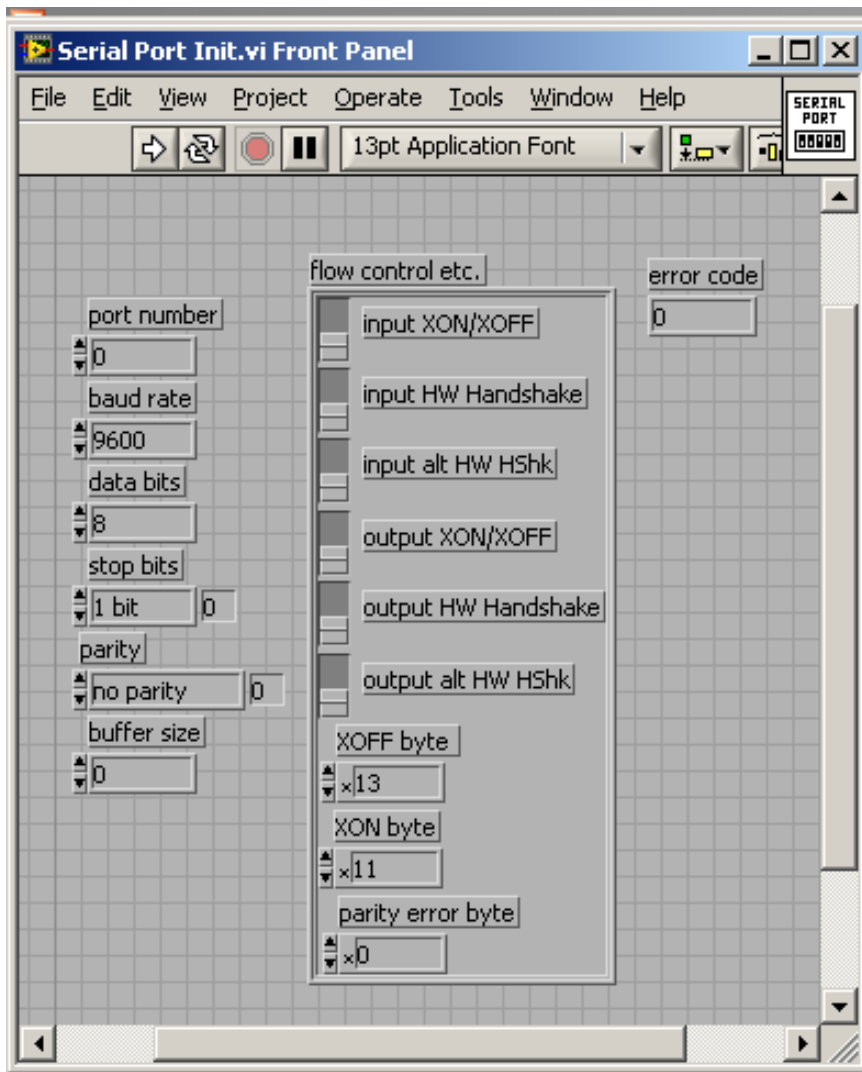 Serial Port Init.vi Front Panel
File Edit View Project Operate Tools Window Help
SERIAL
PORT
13pt Application Font
flow control etc.
error code
0
port number
0
baud rate
9600
data bits
8
stop bits
1 bit 0
parity
no parity 0
buffer size
0
input XON/XOFF
input HW Handshake
input alt HW HShk
output XON/XOFF
output HW Handshake
output alt HW HShk
XOFF byte
x13
XON byte
x11
parity error byte
x0